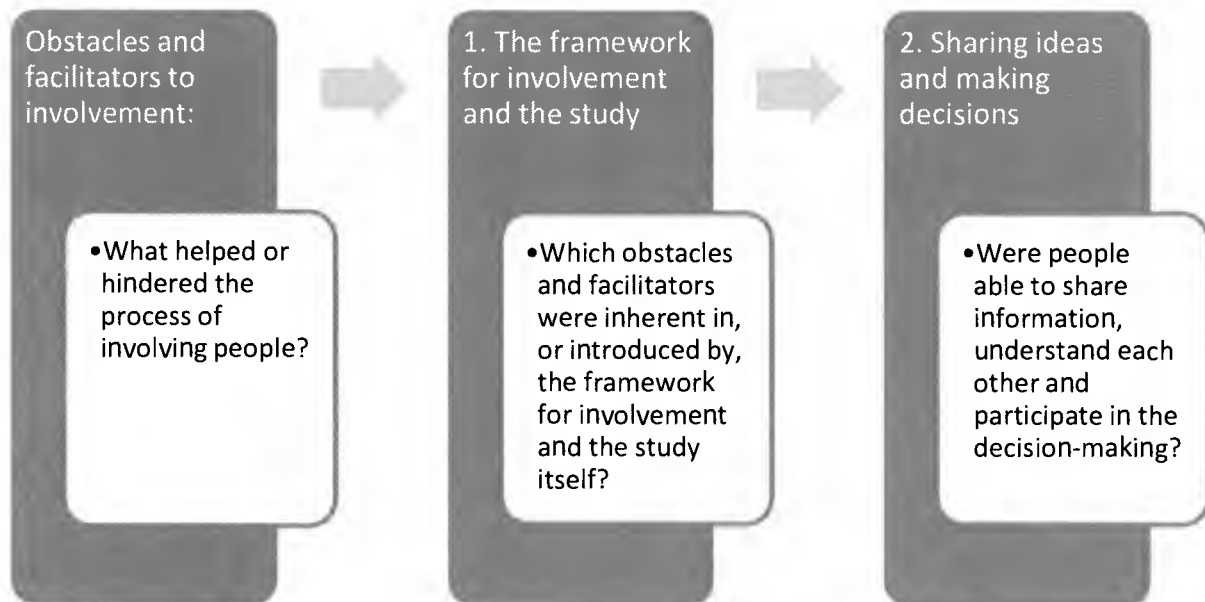 Obstacles and
facilitators to
involvement:
•What helped or
hindered the
process of
involving people?
1. The framework
for involvement
and the study
•Which obstacles
and facilitators
were inherent in,
or introduced by,
the framework
for involvement
and the study
itself?
2. Sharing ideas
and making
decisions
•Were people
able to share
information,
understand each
other and
participate in the
decision-making?